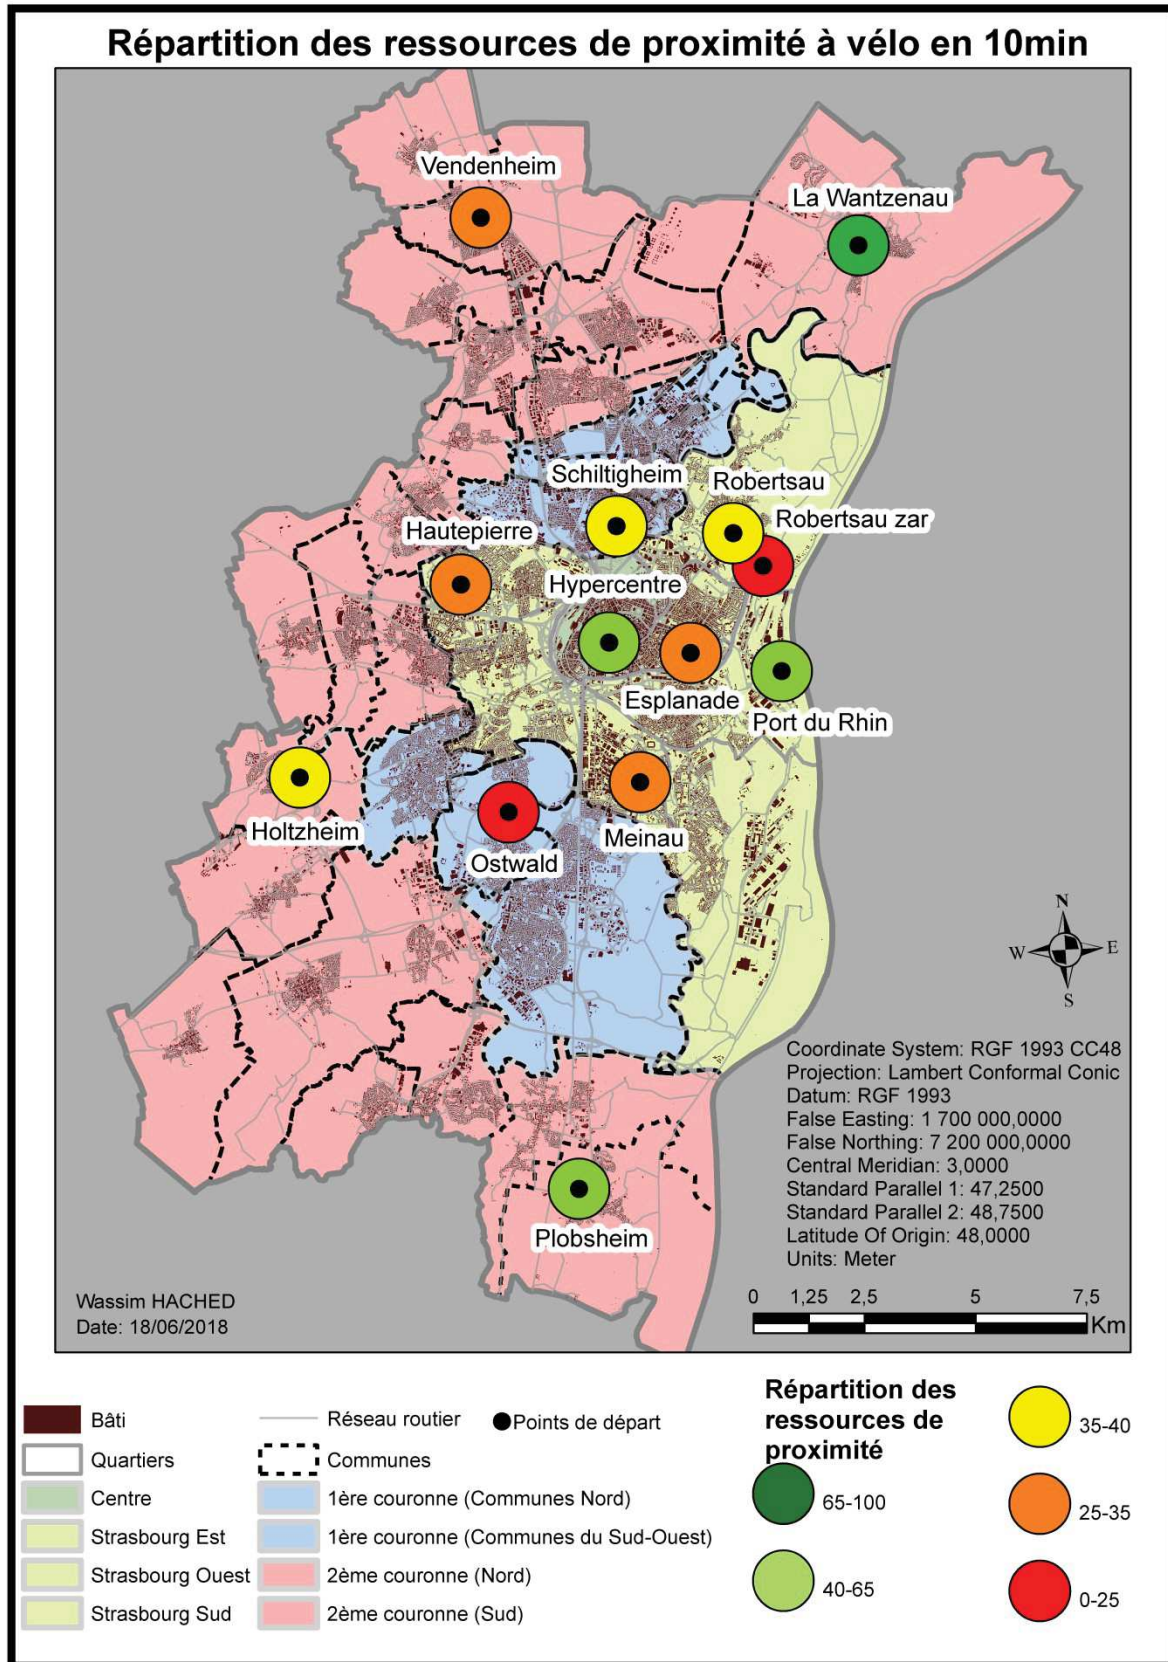 Répartition des ressources de proximité à vélo en 10min
Vendenheim
La Wantzenau
Schiltigheim
Robertsau
Robertsau zar
Hautepierre
Hypercentre
Esplanade
Port du Rhin
Holtzheim
Ostwald
Meinau
Plobsheim
N
W
E
S
Coordinate System: RGF 1993 CC48
Projection: Lambert Conformal Conic
Datum: RGF 1993
False Easting: 1 700 000,0000
False Northing: 7 200 000,0000
Central Meridian: 3,0000
Standard Parallel 1: 47,2500
Standard Parallel 2: 48,7500
Latitude Of Origin: 48,0000
Units: Meter
Wassim HACHED
Date: 18/06/2018
0 1,25 2,5 5 7,5
Km
Bâti
Quartiers
Centre
Strasbourg Est
Strasbourg Ouest
Strasbourg Sud
Réseau routier
Points de départ
Communes
1ère couronne (Communes Nord)
1ère couronne (Communes du Sud-Ouest)
2ème couronne (Nord)
2ème couronne (Sud)
Répartition des
ressources de
proximité
65-100
40-65
35-40
25-35
0-25